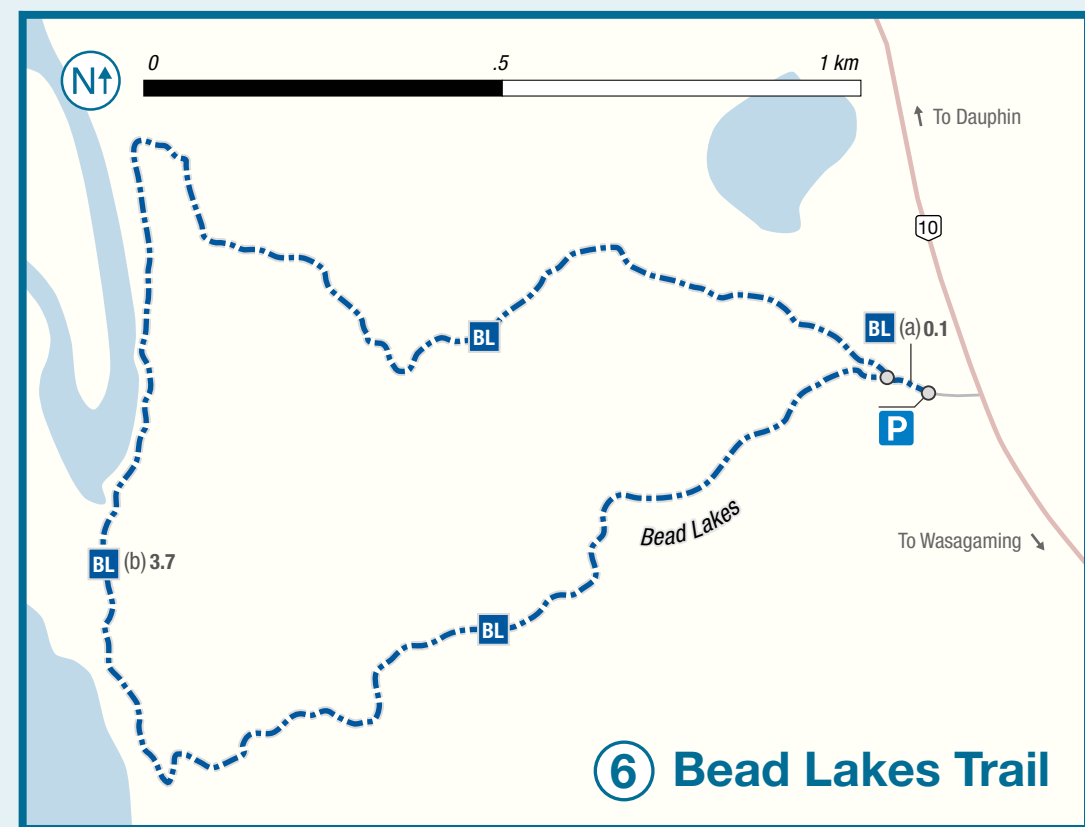 N
0 .5 1 km
To Dauphin
10
BL (a) 0.1
BL
P
Bead Lakes
To Wasagaming
BL (b) 3.7
BL
6 Bead Lakes Trail